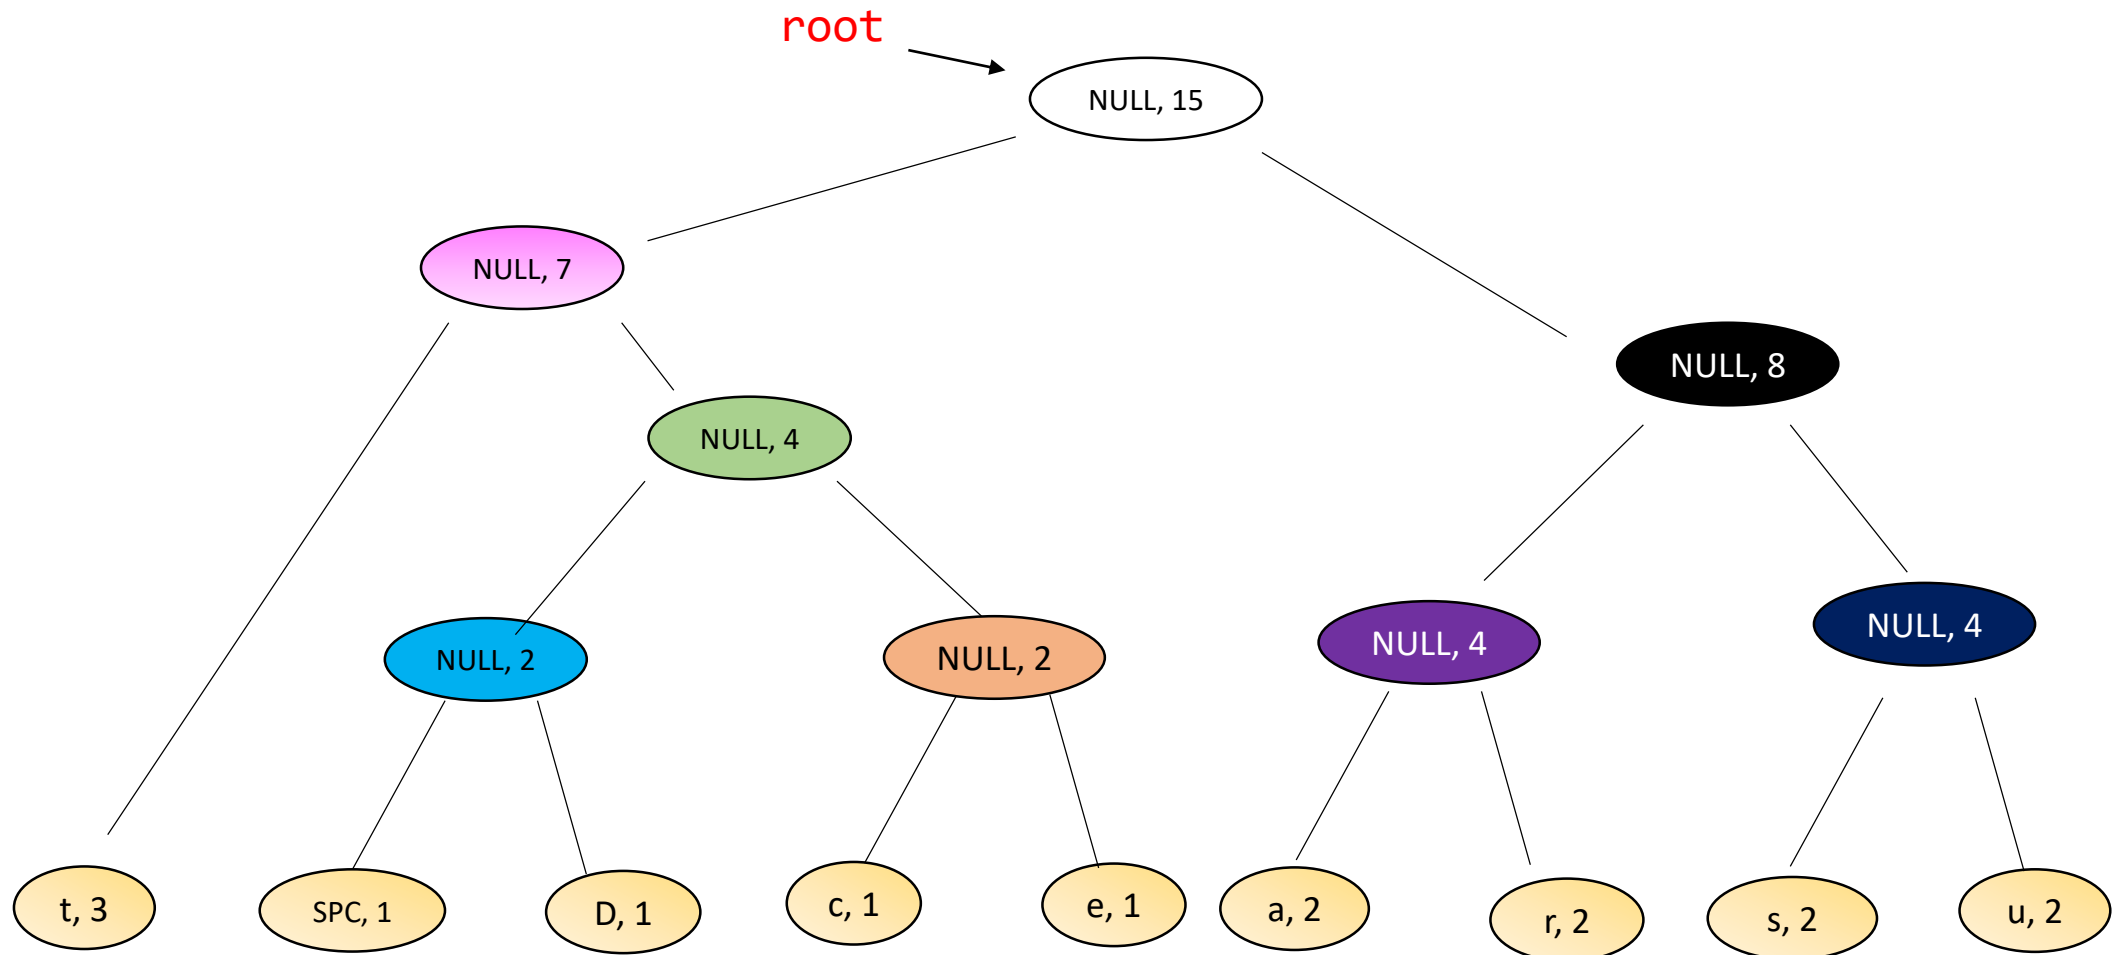 root
NULL, 15
NULL, 7
NULL, 8
NULL, 4
NULL, 2
NULL, 2
NULL, 4
NULL, 4
t, 3
SPC, 1
D, 1
c, 1
e, 1
a, 2
r, 2
s, 2
u, 2